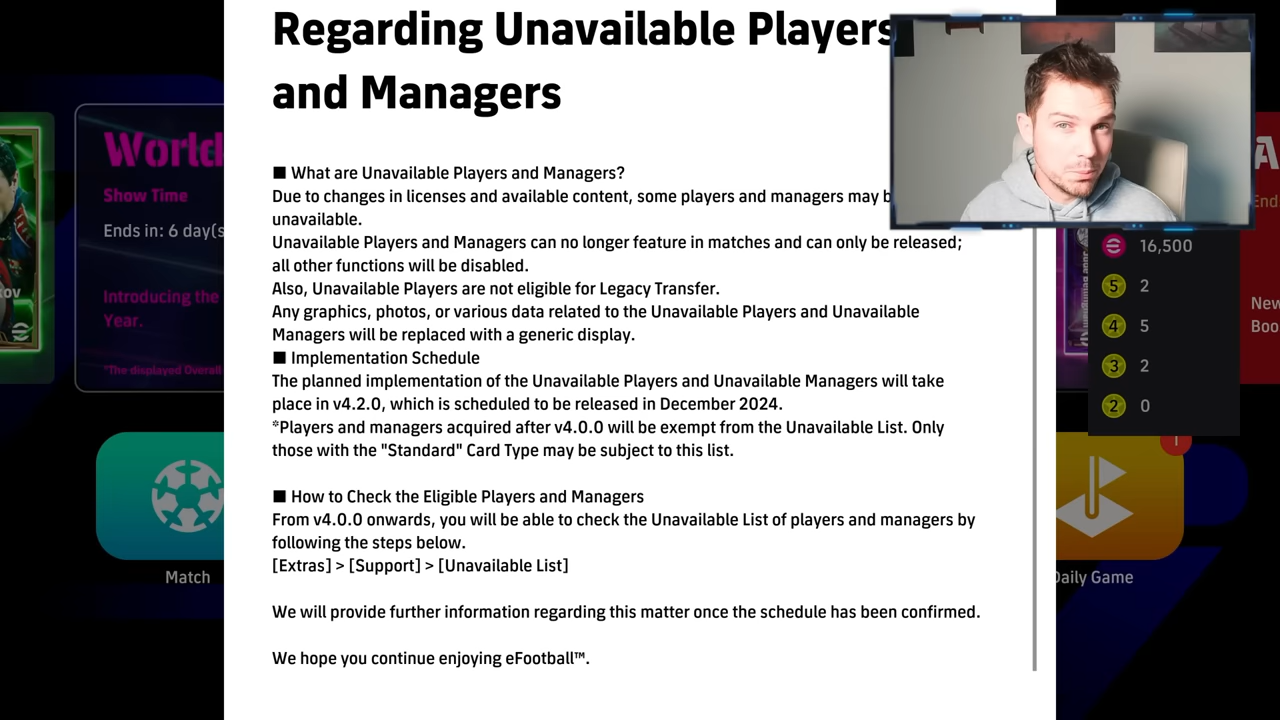 Regarding Unavailable Players
and Managers
■ What are Unavailable Players and Managers?
Due to changes in licenses and available content, some players and managers may b
unavailable.
Unavailable Players and Managers can no longer feature in matches and can only be released;
all other functions will be disabled.
Also, Unavailable Players are not eligible for Legacy Transfer.
Any graphics, photos, or various data related to the Unavailable Players and Unavailable
Managers will be replaced with a generic display.
■ Implementation Schedule
The planned implementation of the Unavailable Players and Unavailable Managers will take
place in v4.2.0, which is scheduled to be released in December 2024.
*Players and managers acquired after v4.0.0 will be exempt from the Unavailable List. Only
those with the "Standard" Card Type may be subject to this list.
■ How to Check the Eligible Players and Managers
From v4.0.0 onwards, you will be able to check the Unavailable List of players and managers by
following the steps below.
[Extras] > [Support] > [Unavailable List]
We will provide further information regarding this matter once the schedule has been confirmed.
We hope you continue enjoying eFootball™.
World
Show Time
Ends in: 6 day(s
Introducing the
Year.
*The displayed Overall
ov
Match
16,500
5 2
4 5
3 2
2 0
A
End
New
Boo
1
Daily Game